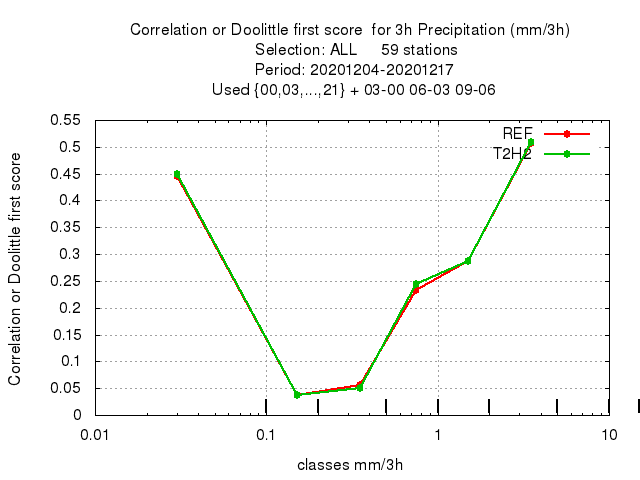 Correlation or Doolittle first score  for 3h Precipitation (mm/3h)
Selection: ALL     59 stations
Period: 20201204-20201217
Used {00,03,...,21} + 03-00 06-03 09-06
REF
T2H2
0.55
0.5
0.45
0.4
0.35
0.3
0.25
0.2
0.15
0.1
0.05
0
Correlation or Doolittle first score
0.01 0.1 1 10
classes mm/3h